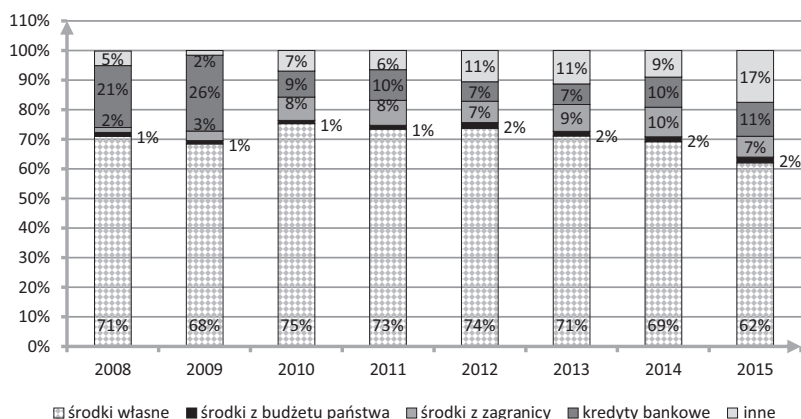 110%
100%
90%
80%
70%
60%
50%
40%
30%
20%
10%
0%
5% 2% 7% 6% 11% 11% 9% 17%
21% 26% 9% 10% 7% 7% 10% 11%
2% 3% 8% 8% 7% 9% 10% 7%
1% 1% 1% 1% 2% 2% 2% 2%
71% 68% 75% 73% 74% 71% 69% 62%
2008 2009 2010 2011 2012 2013 2014 2015
środki własne środki z budżetu państwa środki z zagranicy kredyty bankowe inne